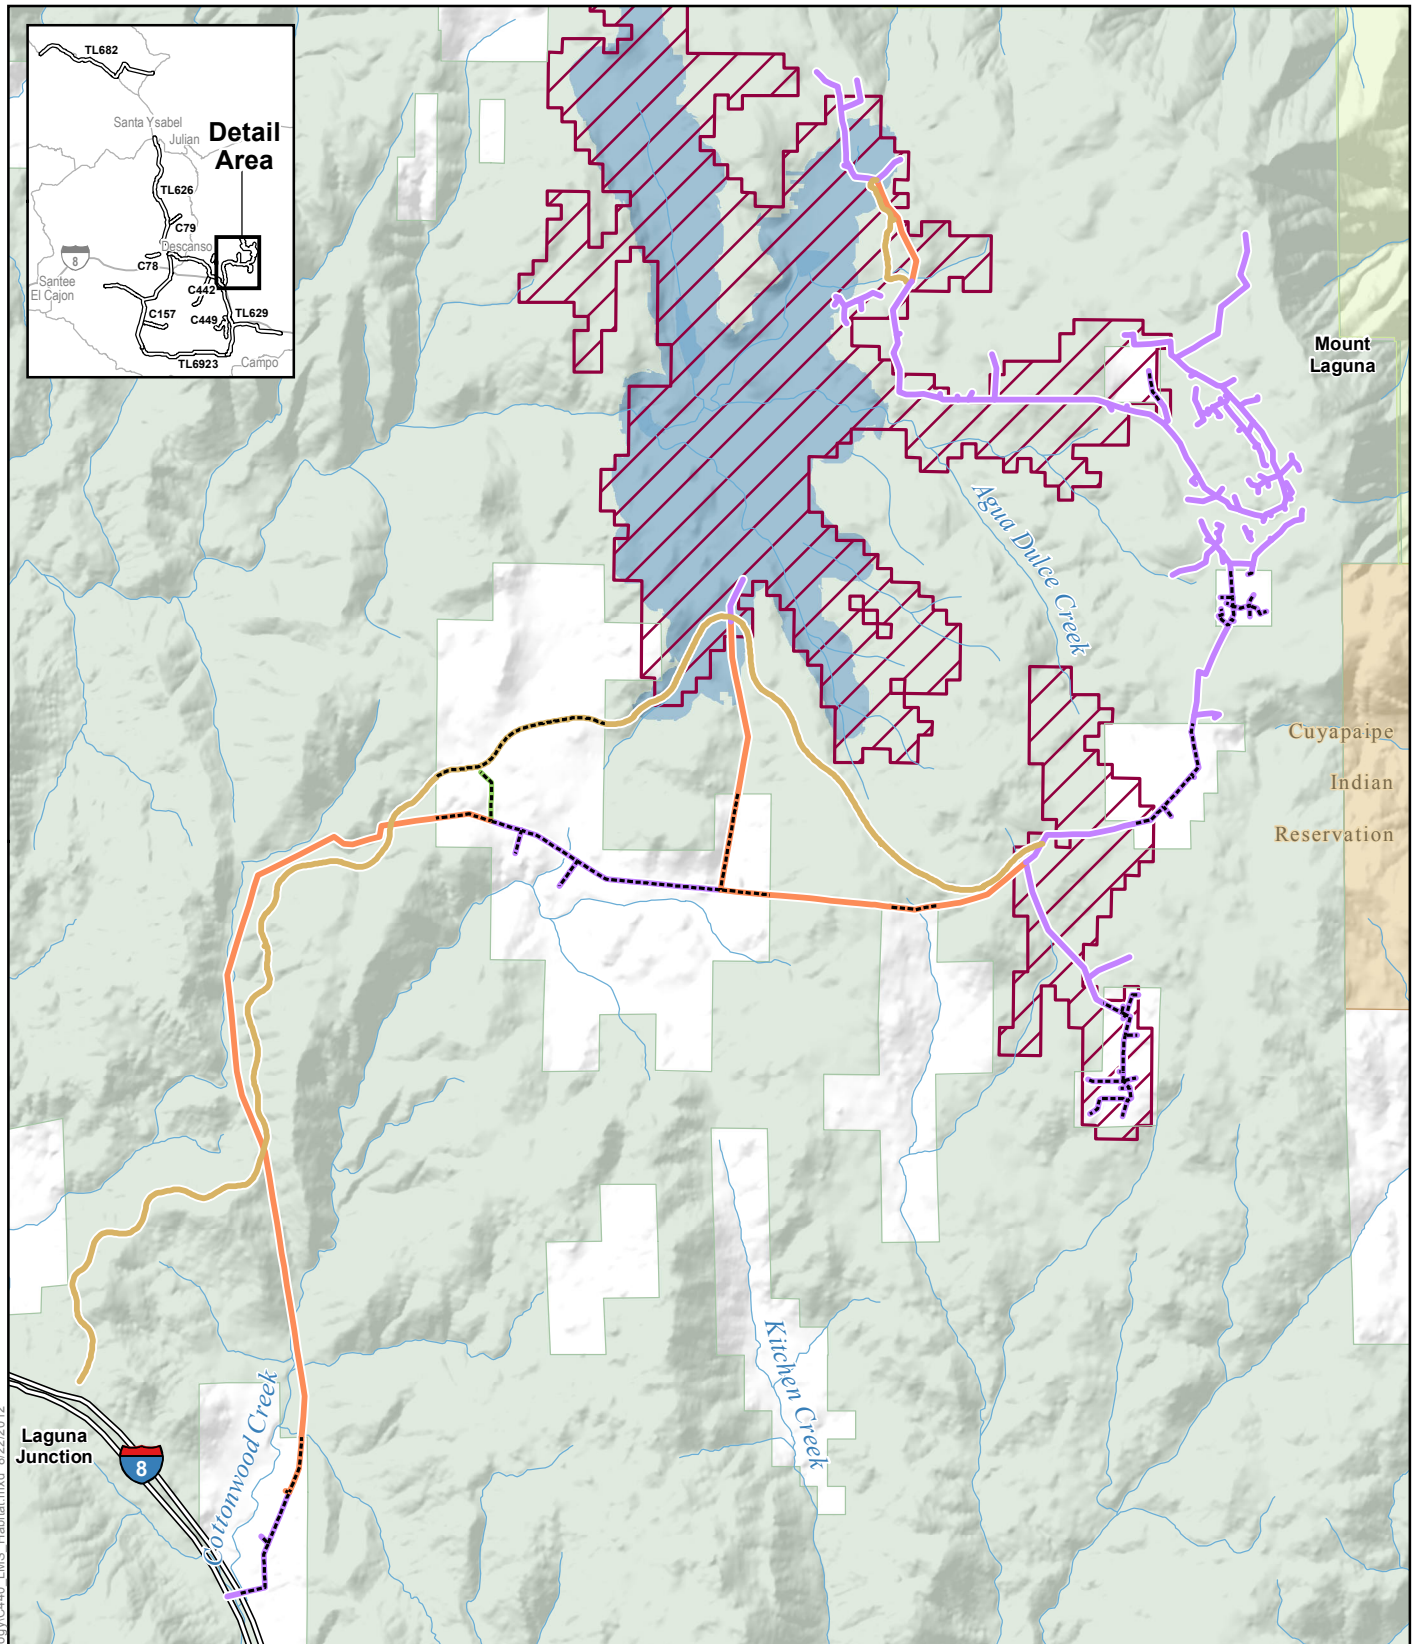 TL682
Santa Ysabel
Julian
Detail
Area
TL626
C79
Descanso
8
C78
Santee
El Cajon
C442
C157
C449
TL629
TL6923
Campo
Mount
Laguna
Agua Dulce Creek
Cuyapaipe
Indian
Reservation
Kitchen Creek
Cottonwood Creek
Laguna
Junction
8